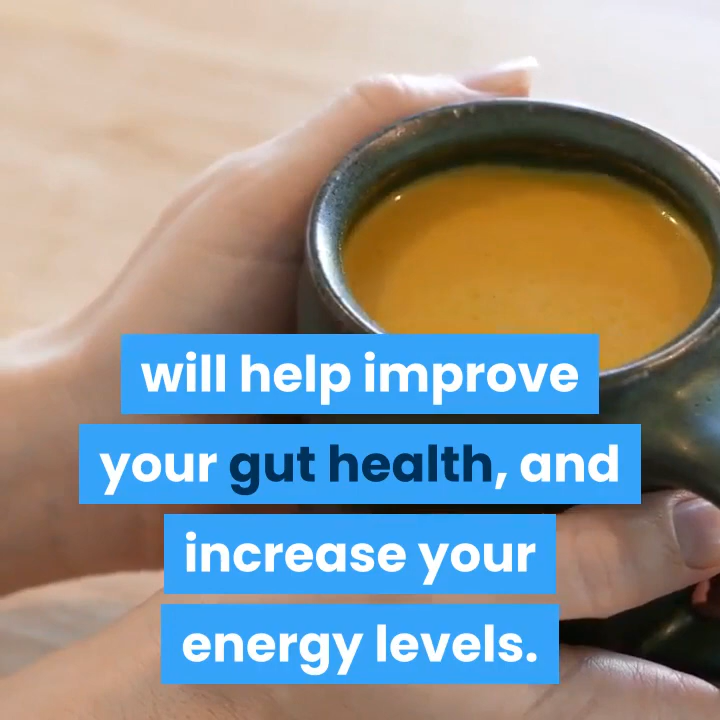 will help improve
your gut health, and
increase your
energy levels.